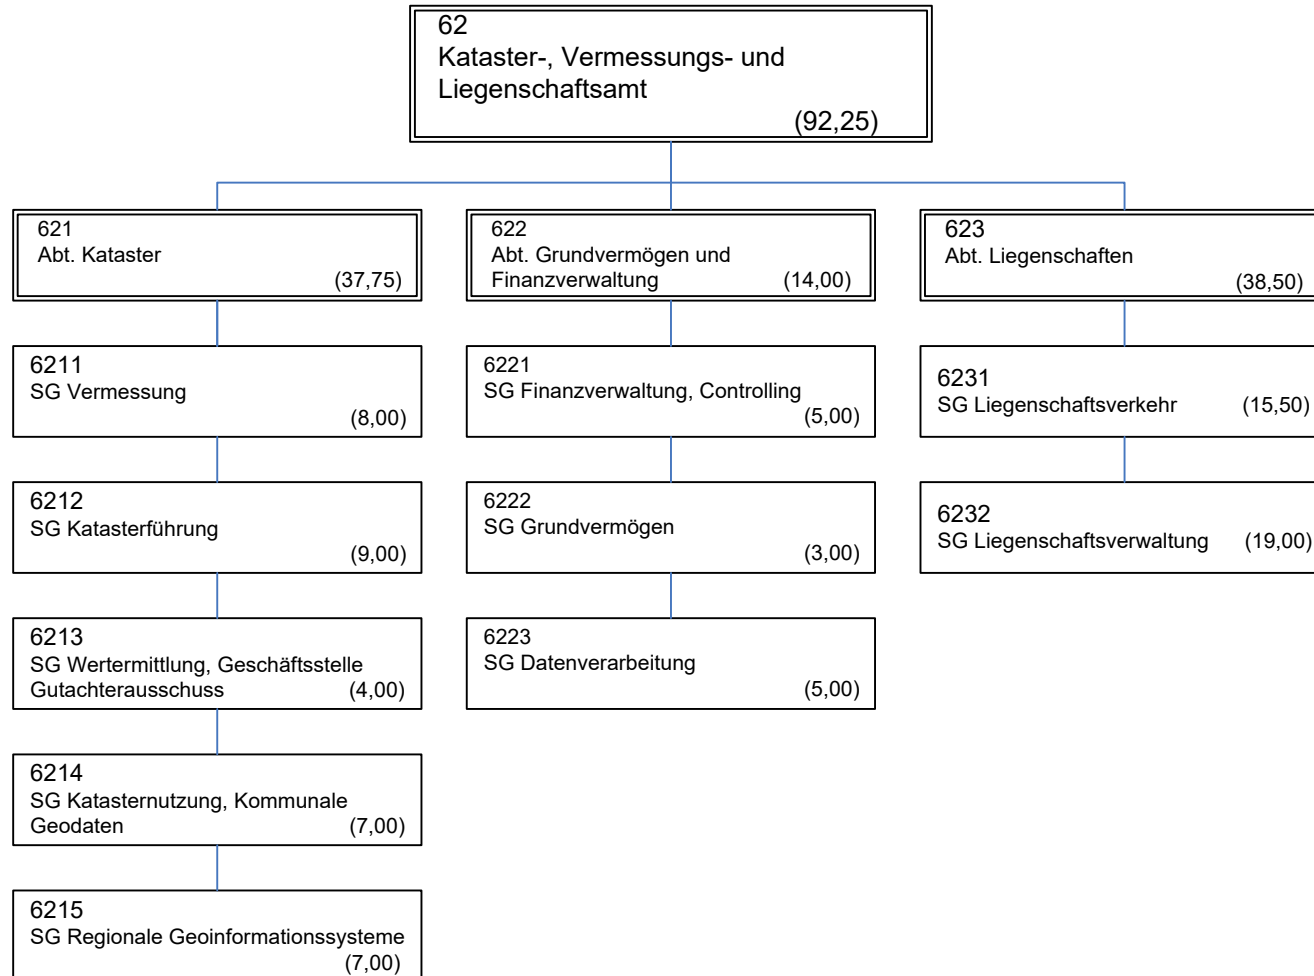 62
Kataster-, Vermessungs- und
Liegenschaftsamt
(92,25)
621
Abt. Kataster
(37,75)
622
Abt. Grundvermögen und
Finanzverwaltung (14,00)
623
Abt. Liegenschaften
(38,50)
6211
SG Vermessung
(8,00)
6212
SG Katasterführung
(9,00)
6213
SG Wertermittlung, Geschäftsstelle
Gutachterausschuss (4,00)
6214
SG Katasternutzung, Kommunale
Geodaten (7,00)
6215
SG Regionale Geoinformationssysteme
(7,00)
6221
SG Finanzverwaltung, Controlling
(5,00)
6222
SG Grundvermögen
(3,00)
6223
SG Datenverarbeitung
(5,00)
6231
SG Liegenschaftsverkehr (15,50)
6232
SG Liegenschaftsverwaltung (19,00)